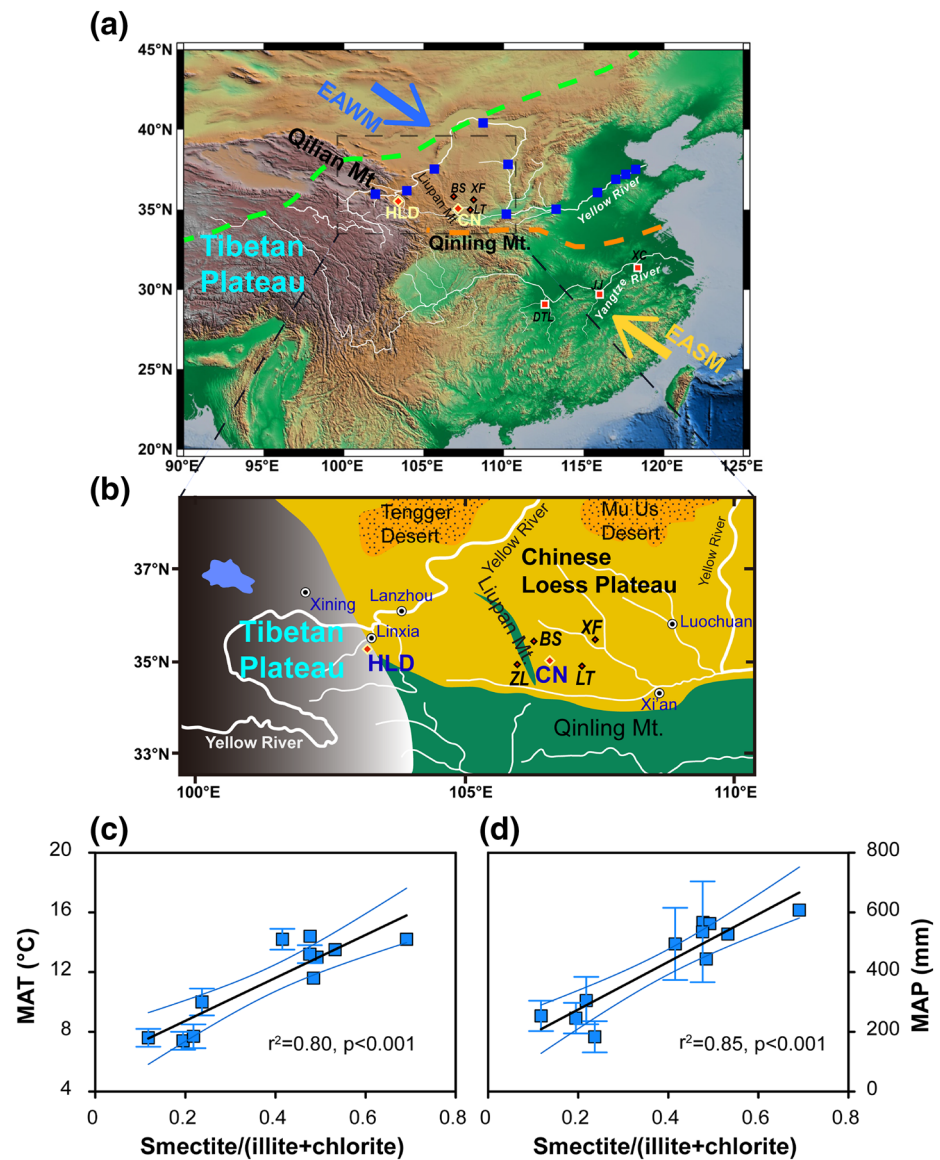 (a)
45°N
40°N
35°N
30°N
25°N
20°N
90°E
95°E
100°E
105°E
110°E
115°E
120°E
125°E
EAWM
Qilian Mt.
Liupan Mt.
BS
XF
HLD
CN
LT
Yellow River
Qinling Mt.
Tibetan
Plateau
XC
JJ
DTL
Yangtze River
EASM
(b)
37°N
35°N
33°N
100°E
105°E
110°E
Tengger
Desert
Mu Us
Desert
Yellow River
Yellow River
Chinese
Loess Plateau
Xining
Lanzhou
Linxia
Liupan Mt.
Luochuan
Tibetan
Plateau
HLD
BS
XF
ZL
CN
LT
Xi'an
Yellow River
Qinling Mt.
(c)
MAT (°C)
20
16
12
8
4
r²=0.80, p<0.001
0
0.2
0.4
0.6
0.8
Smectite/(illite+chlorite)
(d)
800
600
400
200
0
MAP (mm)
r²=0.85, p<0.001
0
0.2
0.4
0.6
0.8
Smectite/(illite+chlorite)